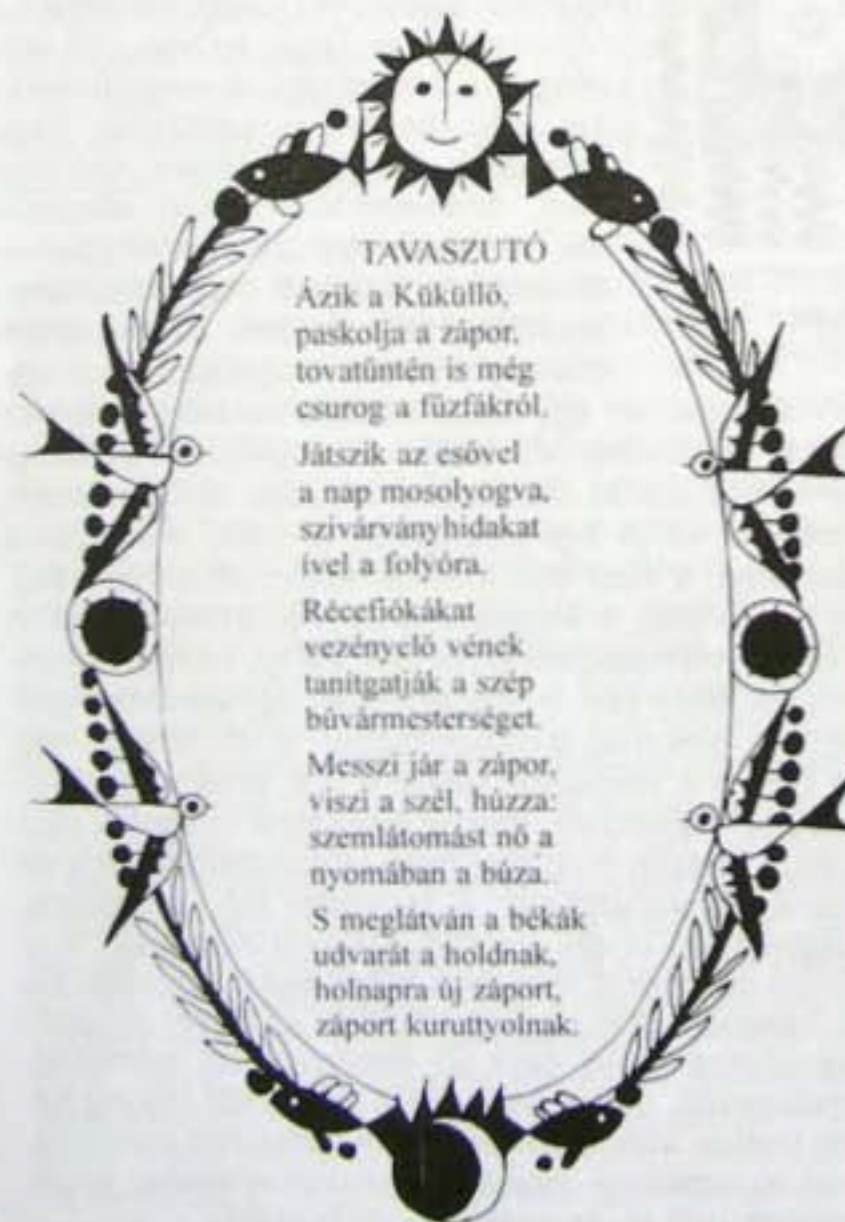 TAVASZUTÓ
Ázik a Küküllő,
paskolja a zápor,
tovatűntén is még
csurog a fűzfákról.
Játszik az esővel
a nap mosolyogva,
szivárványhidakat
ível a folyóra.
Récefiókákat
vezénylő vének
tanítgatják a szép
búvármesterséget.
Messzi jár a zápor,
viszi a szél, húzza:
szemlátomást nő a
nyomában a búza.
S meglátván a békák
udvarát a holdnak,
holnapra új záport,
záport kuruttyolnak.